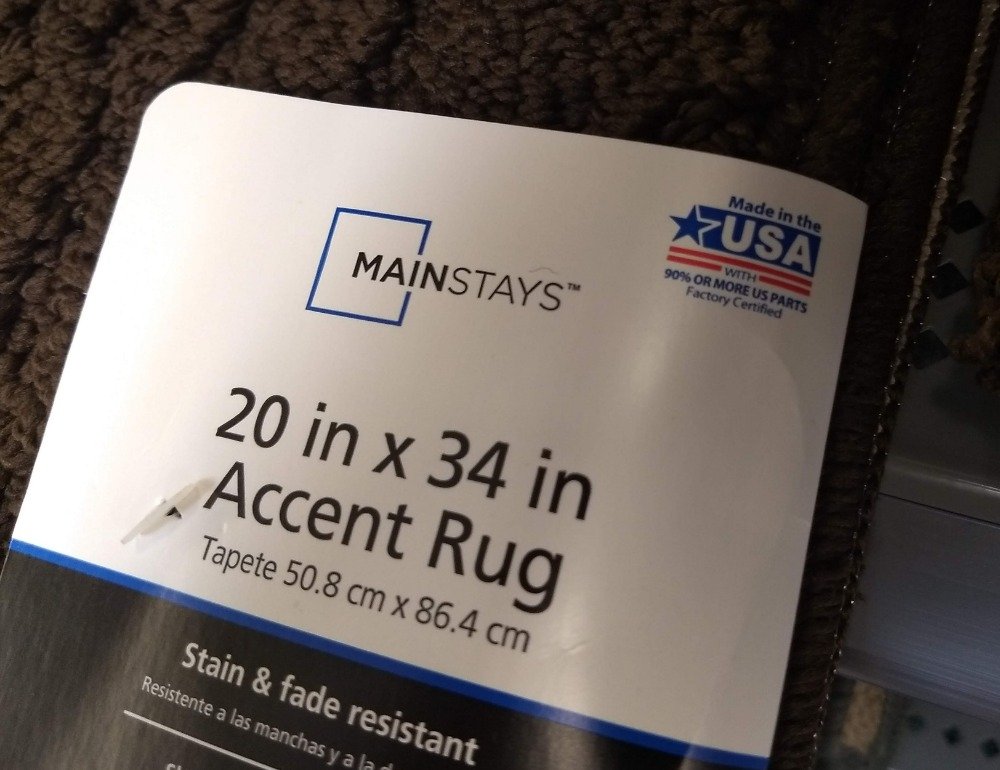 MAINSTAYS™
Made in the
USA
WITH
90% OR MORE US PARTS
Factory Certified
20 in x 34 in
Accent Rug
Tapete 50.8 cm x 86.4 cm
Stain & fade resistant
Resistente a las manchas y a la